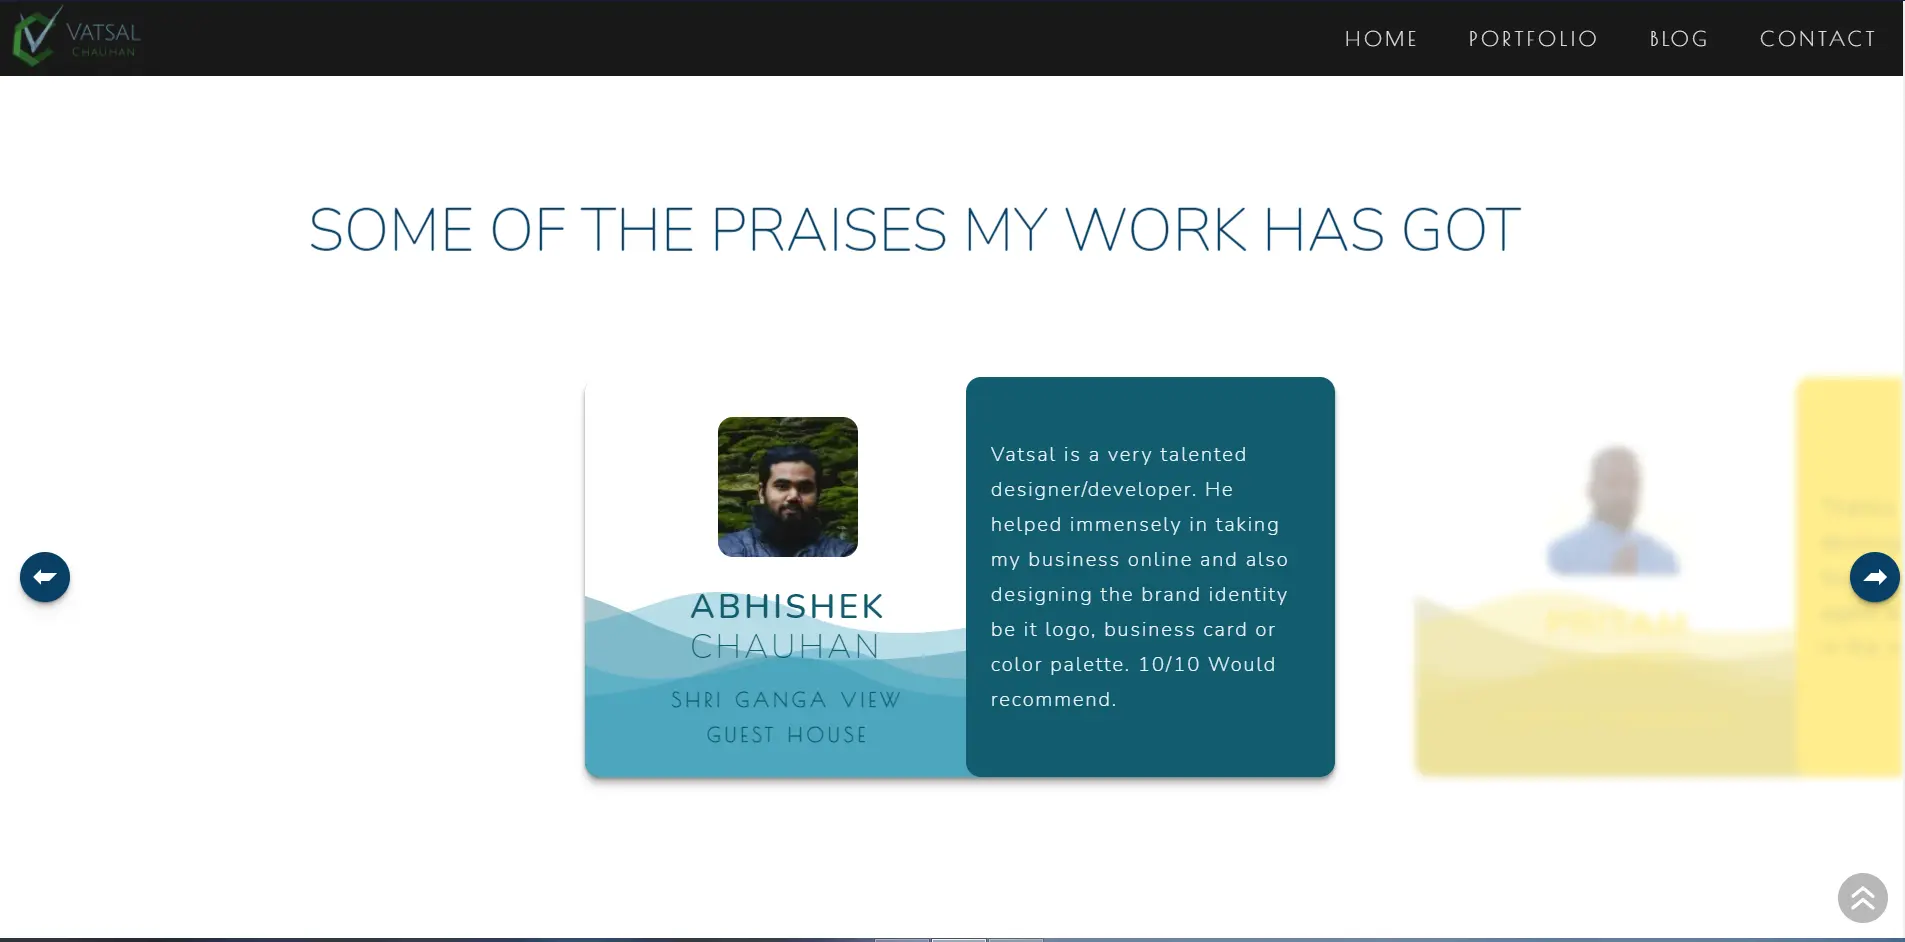 VATSAL
CHAUHAN
HOME PORTFOLIO BLOG CONTACT
SOME OF THE PRAISES MY WORK HAS GOT
ABHISHEK
CHAUHAN
SHRI GANGA VIEW
GUEST HOUSE
Vatsal is a very talented
designer/developer. He
helped immensely in taking
my business online and also
designing the brand identity
be it logo, business card or
color palette. 10/10 Would
recommend.